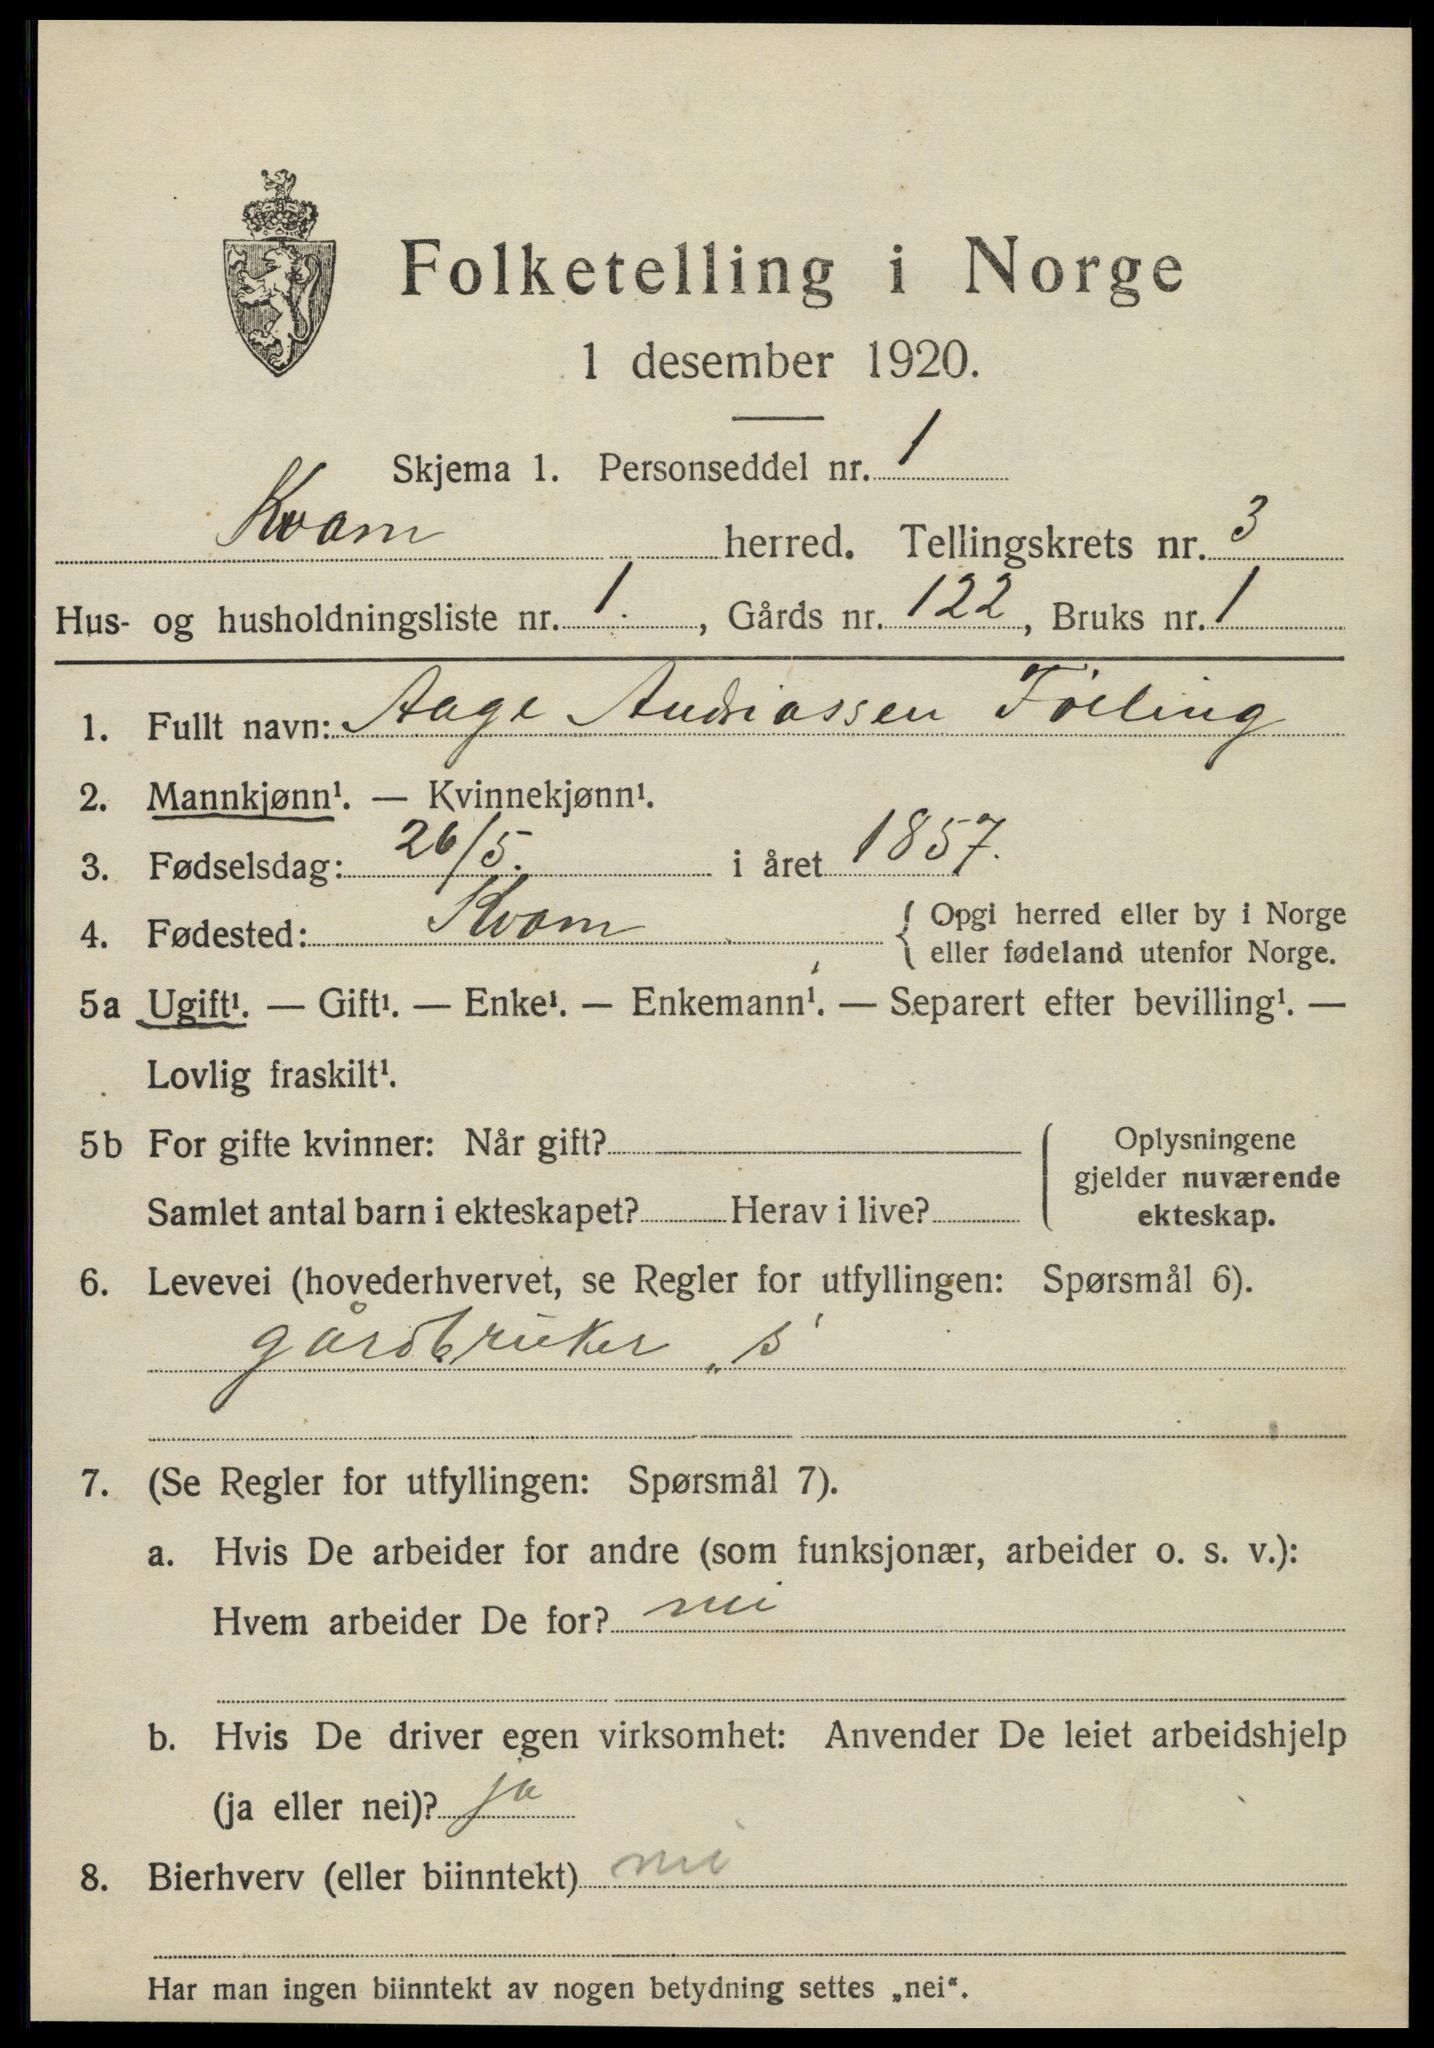 Folketelling i Norge
1 desember 1920.
Skjema 1. Personseddel nr. 1
Kvam herred. Tellingskrets nr. 3
Hus- og husholdningsliste nr. 1. , Gårds nr. 122, Bruks nr. 1
1. Fullt navn: Aage Andriassen Følling
2. Mannkjønn¹. — Kvinnekjønn¹.
3. Fødselsdag: 26/5. i året 1857.
4. Fødested: Kvam { Opgi herred eller by i Norge
eller fødeland utenfor Norge.
5a Ugift¹. — Gift¹. — Enke¹. — Enkemann¹. — Separert efter bevilling¹. —
Lovlig fraskilt¹.
5b For gifte kvinner: Når gift?
Samlet antal barn i ekteskapet? Herav i live?
Oplysningene
gjelder nuværende
ekteskap.
6. Levevei (hovederhvervet, se Regler for utfyllingen: Spørsmål 6).
gårdbruker „s'
7. (Se Regler for utfyllingen: Spørsmål 7).
a. Hvis De arbeider for andre (som funksjonær, arbeider o. s. v.):
Hvem arbeider De for? nei
b. Hvis De driver egen virksomhet: Anvender De leiet arbeidshjelp
(ja eller nei)? ja
8. Bierhverv (eller biinntekt) nei
Har man ingen biinntekt av nogen betydning settes „nei“.